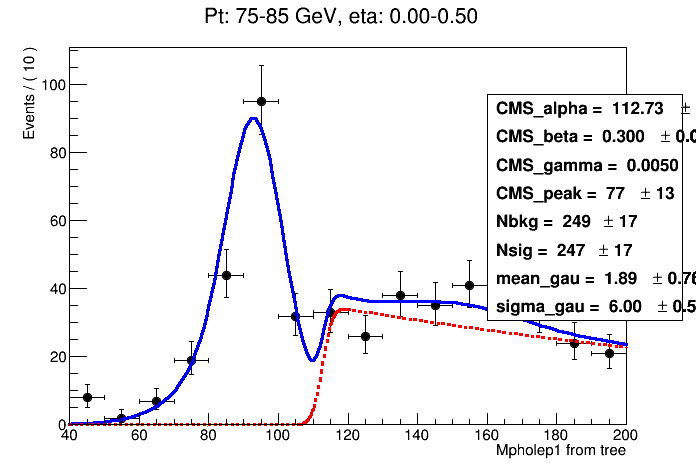 Pt: 75-85 GeV, eta: 0.00-0.50
Events / ( 10 )
100
80
60
40
20
0
CMS_alpha = 112.73 ±
CMS_beta = 0.300 ± 0.0
CMS_gamma = 0.0050
CMS_peak = 77 ± 13
Nbkg = 249 ± 17
Nsig = 247 ± 17
mean_gau = 1.89 ± 0.76
sigma_gau = 6.00 ± 0.5
40 60 80 100 120 140 160 180 200
Mpholep1 from tree